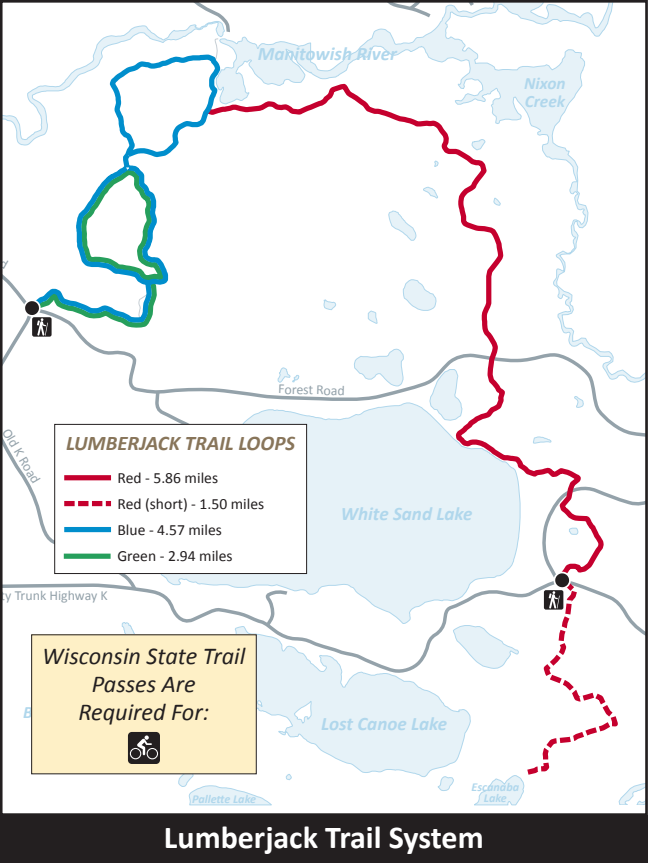 Manitowish River
Nixon
Creek
Forest Road
Old K Road
LUMBERJACK TRAIL LOOPS
Red - 5.86 miles
Red (short) - 1.50 miles
Blue - 4.57 miles
Green - 2.94 miles
White Sand Lake
ty Trunk Highway K
Wisconsin State Trail
Passes Are
Required For:
Lost Canoe Lake
Escanaba
Lake
Pallette Lake
Lumberjack Trail System